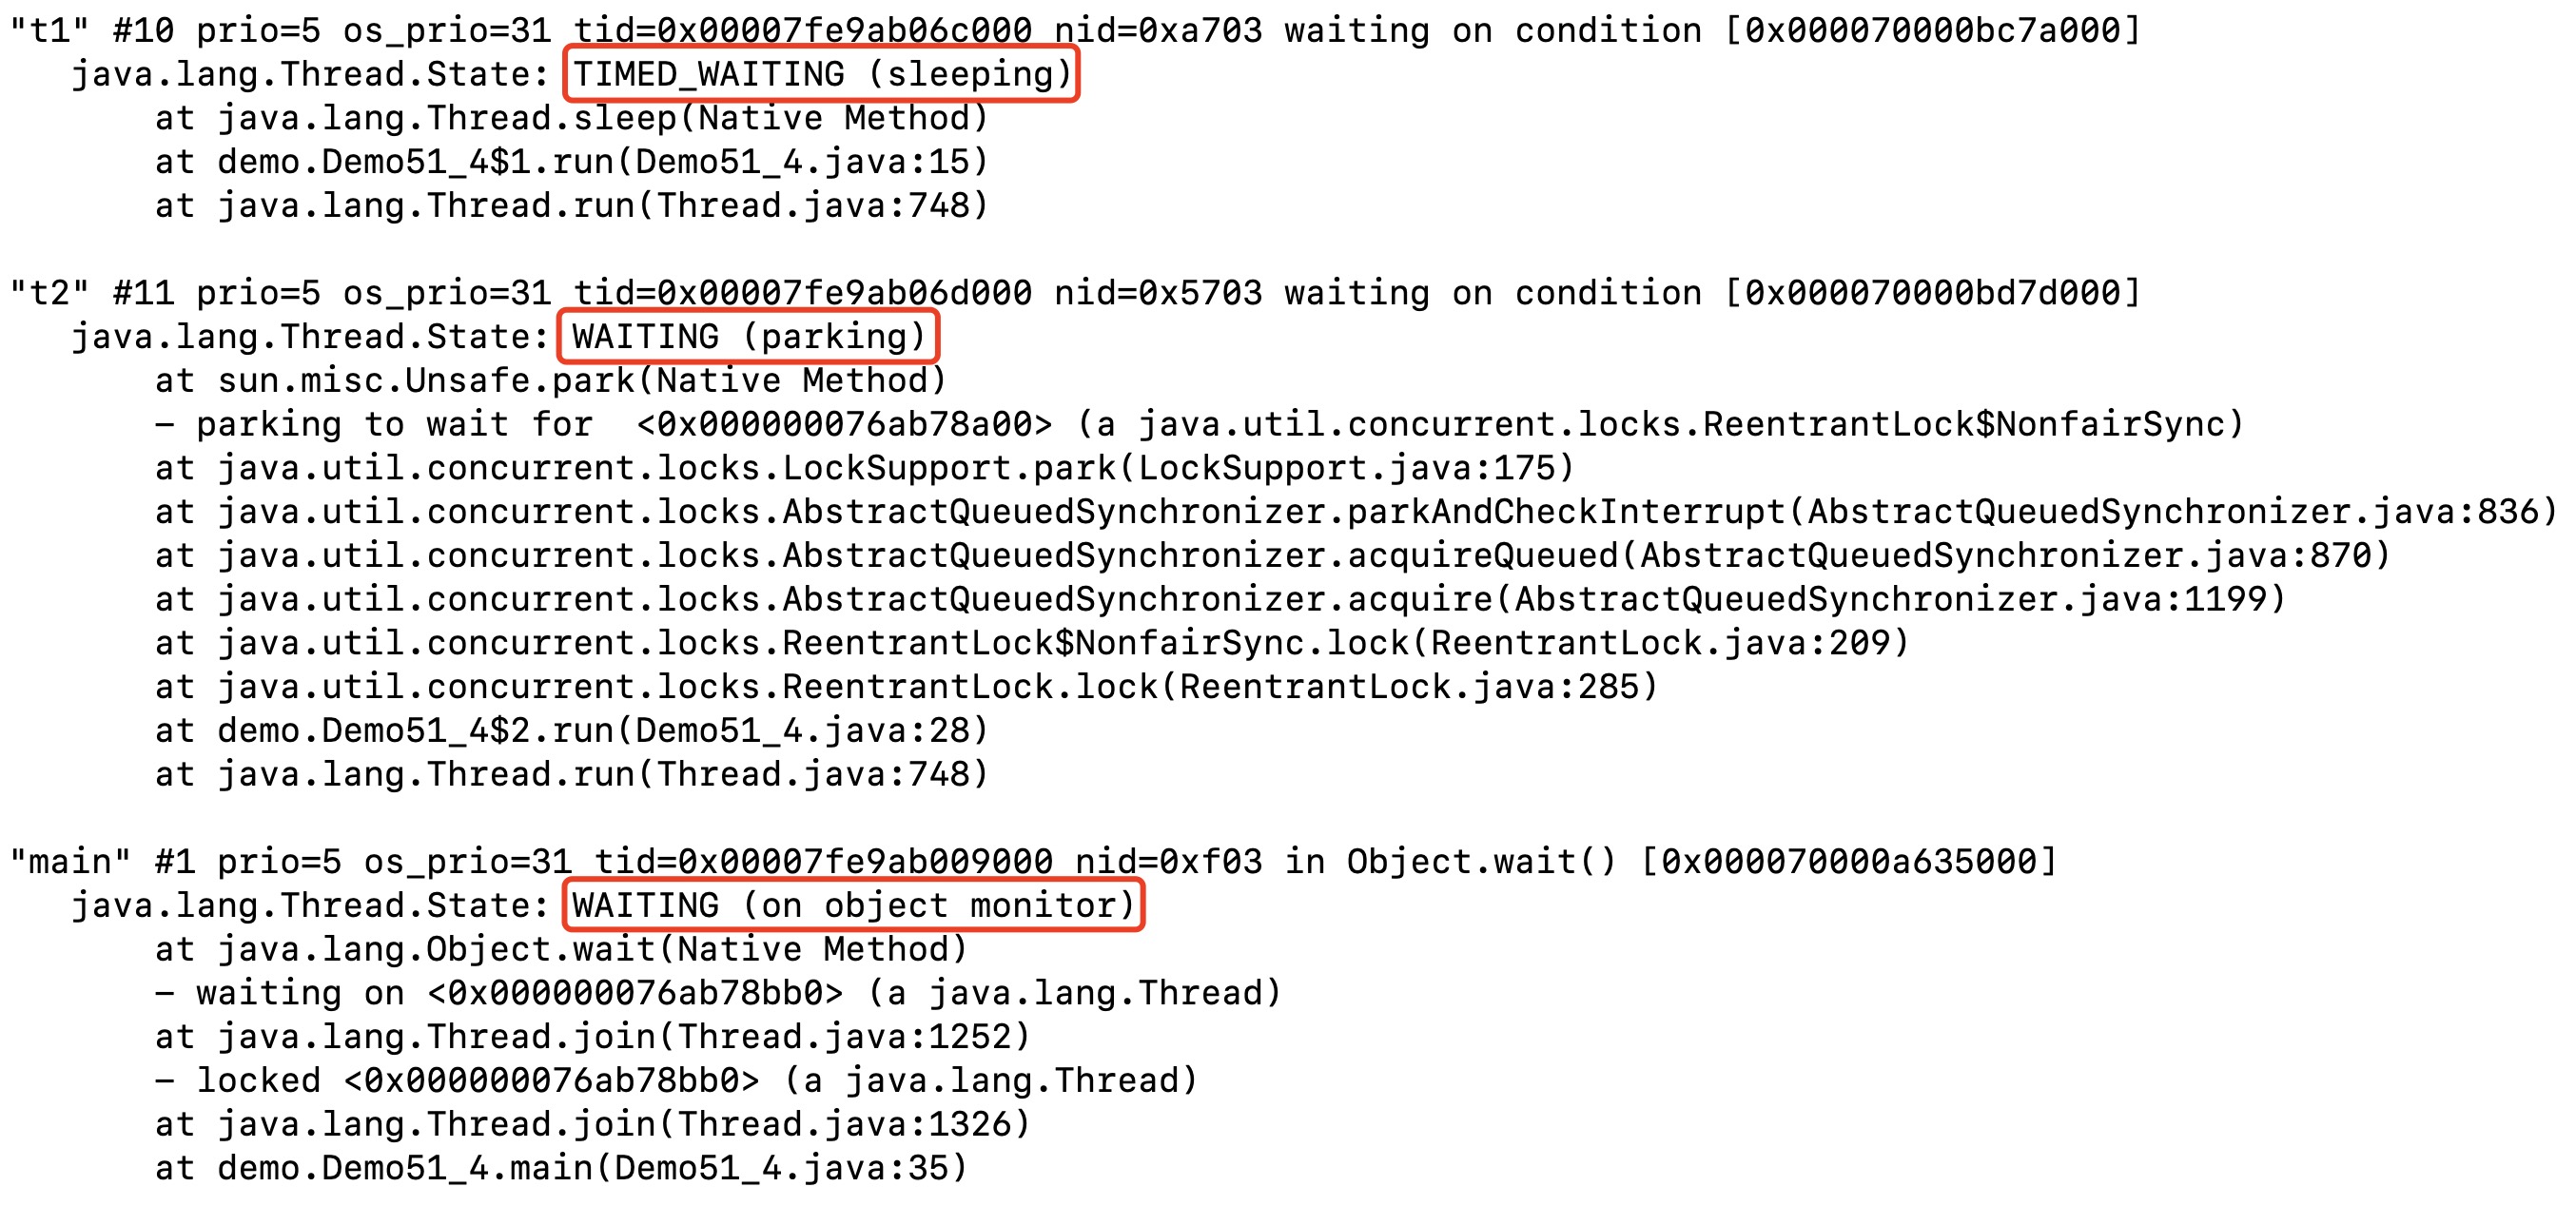 "t1" #10 prio=5 os_prio=31 tid=0x00007fe9ab06c000 nid=0xa703 waiting on condition [0x000070000bc7a000]
java.lang.Thread.State: TIMED_WAITING (sleeping)
at java.lang.Thread.sleep(Native Method)
at demo.Demo51_4$1.run(Demo51_4.java:15)
at java.lang.Thread.run(Thread.java:748)
"t2" #11 prio=5 os_prio=31 tid=0x00007fe9ab06d000 nid=0x5703 waiting on condition [0x000070000bd7d000]
java.lang.Thread.State: WAITING (parking)
at sun.misc.Unsafe.park(Native Method)
– parking to wait for  <0x000000076ab78a00> (a java.util.concurrent.locks.ReentrantLock$NonfairSync)
at java.util.concurrent.locks.LockSupport.park(LockSupport.java:175)
at java.util.concurrent.locks.AbstractQueuedSynchronizer.parkAndCheckInterrupt(AbstractQueuedSynchronizer.java:836)
at java.util.concurrent.locks.AbstractQueuedSynchronizer.acquireQueued(AbstractQueuedSynchronizer.java:870)
at java.util.concurrent.locks.AbstractQueuedSynchronizer.acquire(AbstractQueuedSynchronizer.java:1199)
at java.util.concurrent.locks.ReentrantLock$NonfairSync.lock(ReentrantLock.java:209)
at java.util.concurrent.locks.ReentrantLock.lock(ReentrantLock.java:285)
at demo.Demo51_4$2.run(Demo51_4.java:28)
at java.lang.Thread.run(Thread.java:748)
"main" #1 prio=5 os_prio=31 tid=0x00007fe9ab009000 nid=0xf03 in Object.wait() [0x000070000a635000]
java.lang.Thread.State: WAITING (on object monitor)
at java.lang.Object.wait(Native Method)
– waiting on <0x000000076ab78bb0> (a java.lang.Thread)
at java.lang.Thread.join(Thread.java:1252)
– locked <0x000000076ab78bb0> (a java.lang.Thread)
at java.lang.Thread.join(Thread.java:1326)
at demo.Demo51_4.main(Demo51_4.java:35)